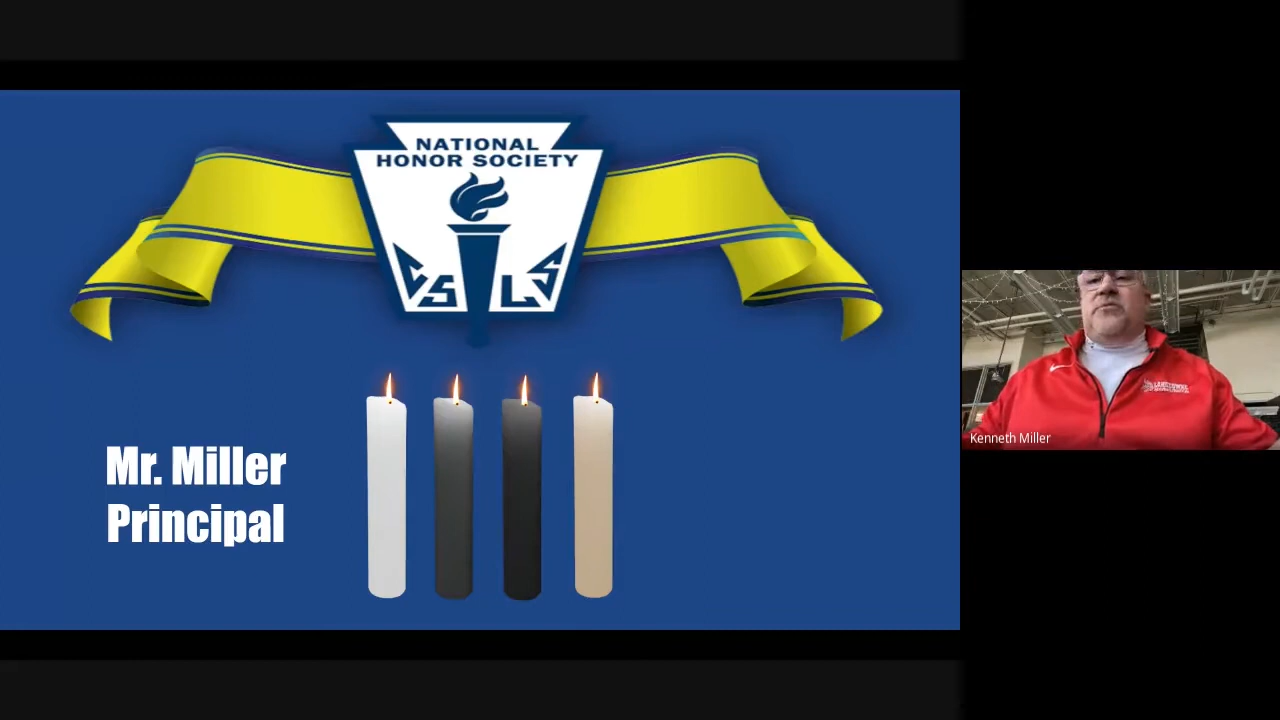 NATIONAL
HONOR SOCIETY
C S L S
Mr. Miller
Principal
Kenneth Miller